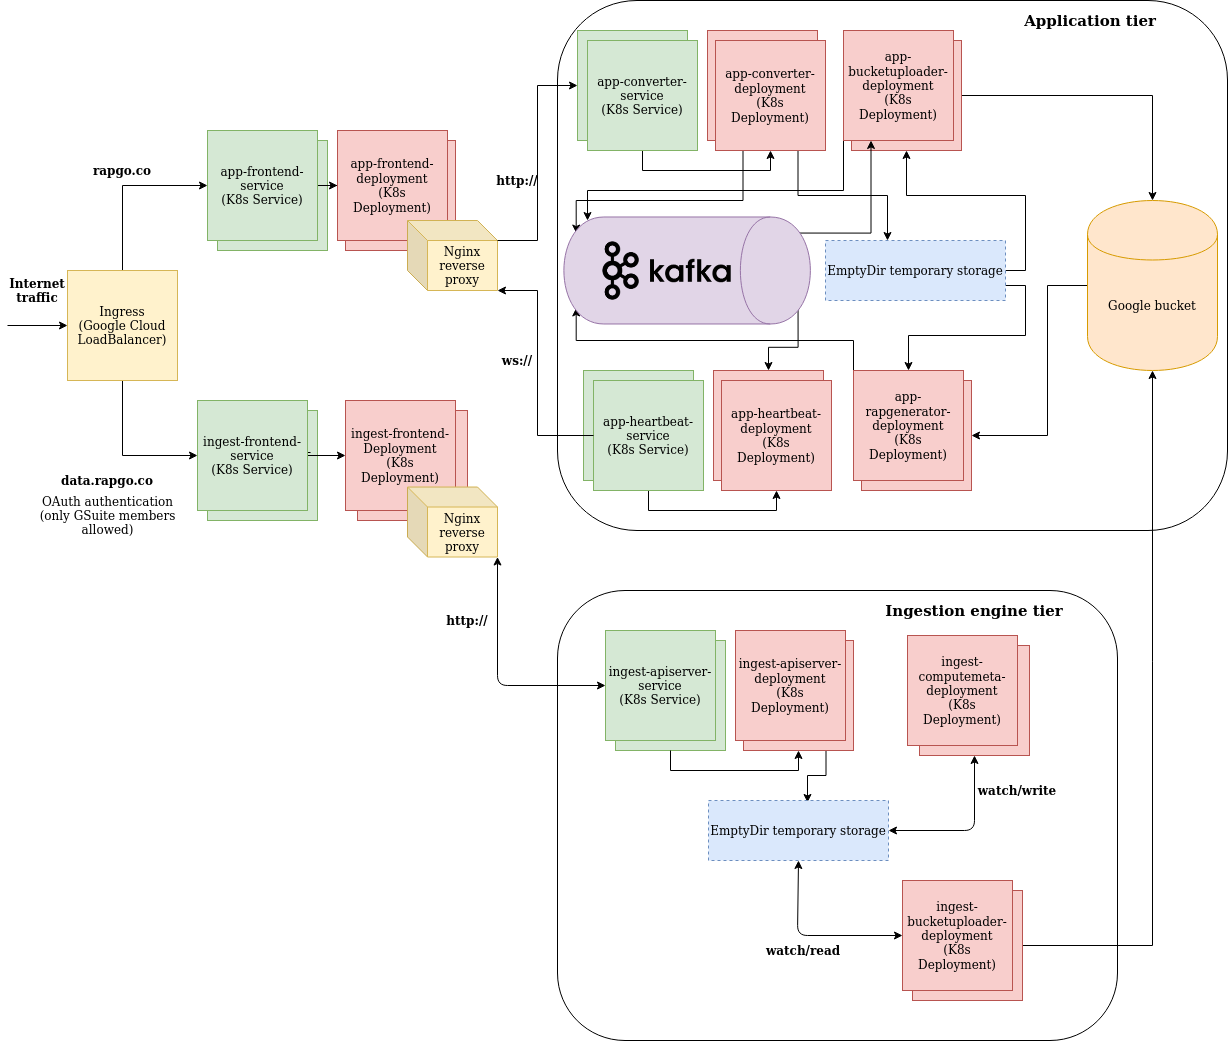 Application tier
app-converter-
service
(K8s Service)
app-converter-
deployment
(K8s
Deployment)
app-
bucketuploader-
deployment
(K8s
Deployment)
rapgo.co
app-frontend-
service
(K8s Service)
app-frontend-
deployment
(K8s
Deployment)
http://
Nginx
reverse
proxy
kafka
EmptyDir temporary storage
Google bucket
Internet
traffic
Ingress
(Google Cloud
LoadBalancer)
ws://
app-heartbeat-
service
(K8s Service)
app-heartbeat-
deployment
(K8s
Deployment)
app-
rapgenerator-
deployment
(K8s
Deployment)
data.rapgo.co
OAuth authentication
(only GSuite members
allowed)
ingest-frontend-
service
(K8s Service)
ingest-frontend-
Deployment
(K8s
Deployment)
Nginx
reverse
proxy
http://
Ingestion engine tier
ingest-apiserver-
service
(K8s Service)
ingest-apiserver-
deployment
(K8s
Deployment)
ingest-
computemeta-
deployment
(K8s
Deployment)
watch/write
EmptyDir temporary storage
watch/read
ingest-
bucketuploader-
deployment
(K8s
Deployment)